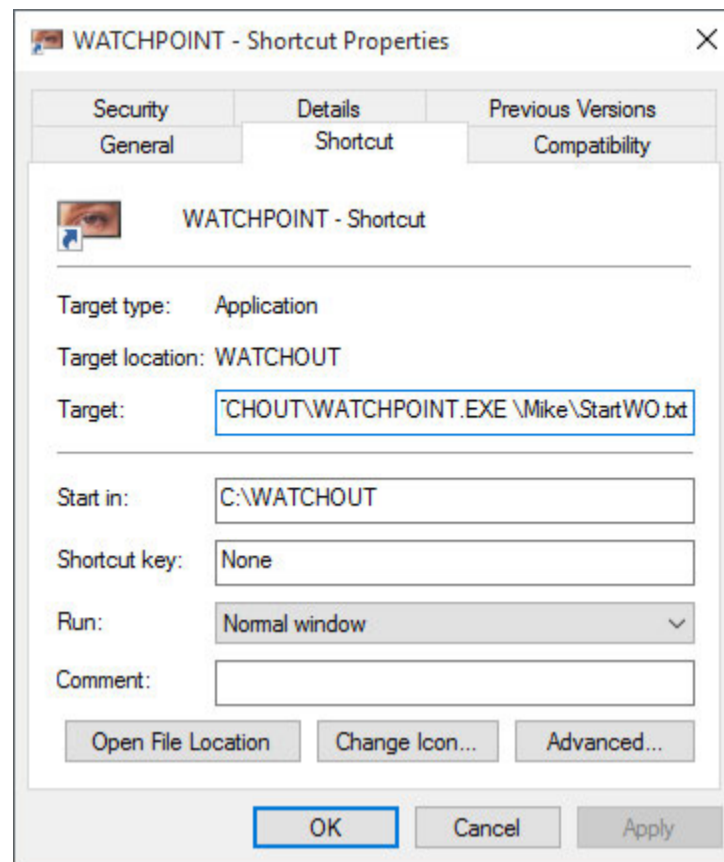 WATCHPOINT - Shortcut Properties
Security Details Previous Versions
General Shortcut Compatibility
WATCHPOINT - Shortcut
Target type: Application
Target location: WATCHOUT
Target: TCHOUT\WATCHPOINT.EXE \Mike\StartWO.txt
Start in: C:\WATCHOUT
Shortcut key: None
Run: Normal window
Comment:
Open File Location Change Icon... Advanced...
OK Cancel Apply